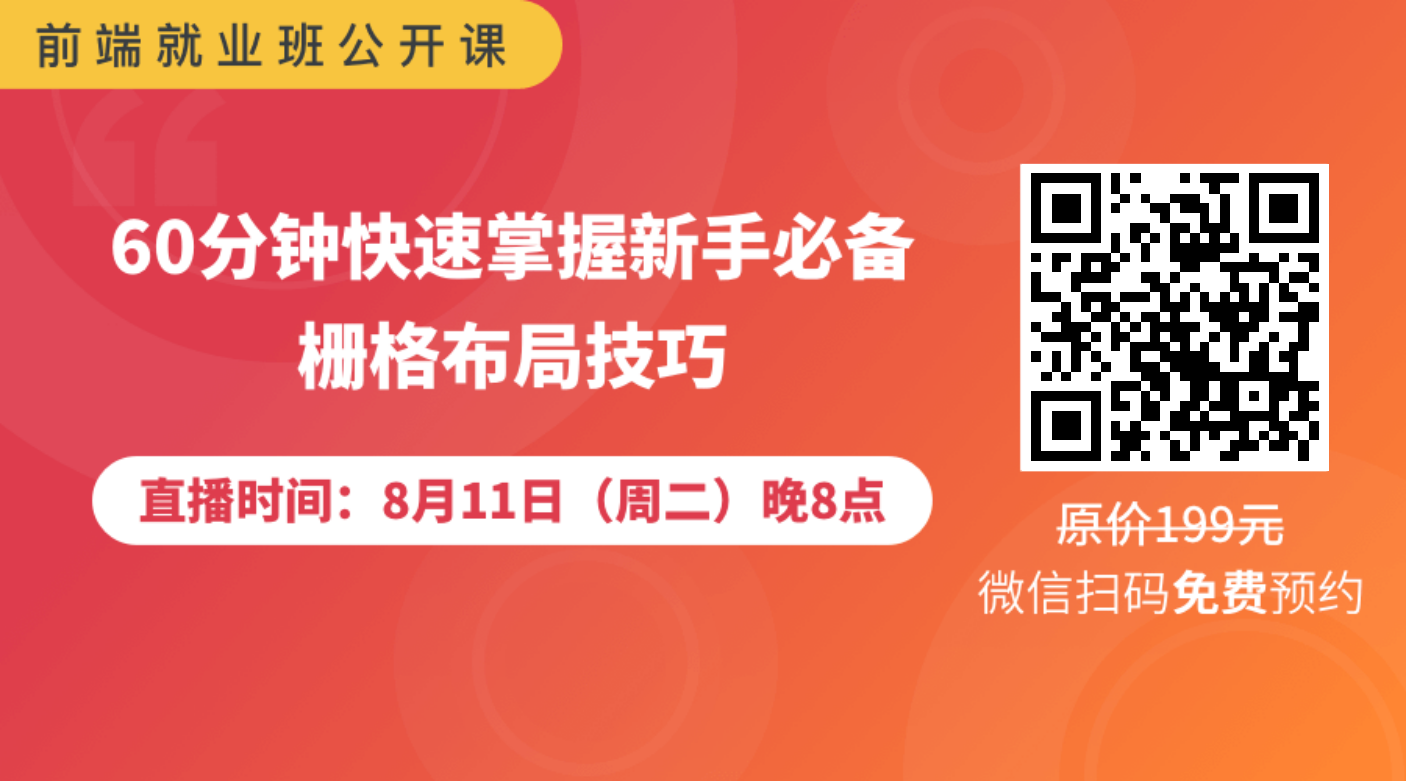 前端就业班公开课
60分钟快速掌握新手必备
栅格布局技巧
直播时间：8月11日（周二）晚8点
原价199元
微信扫码免费预约